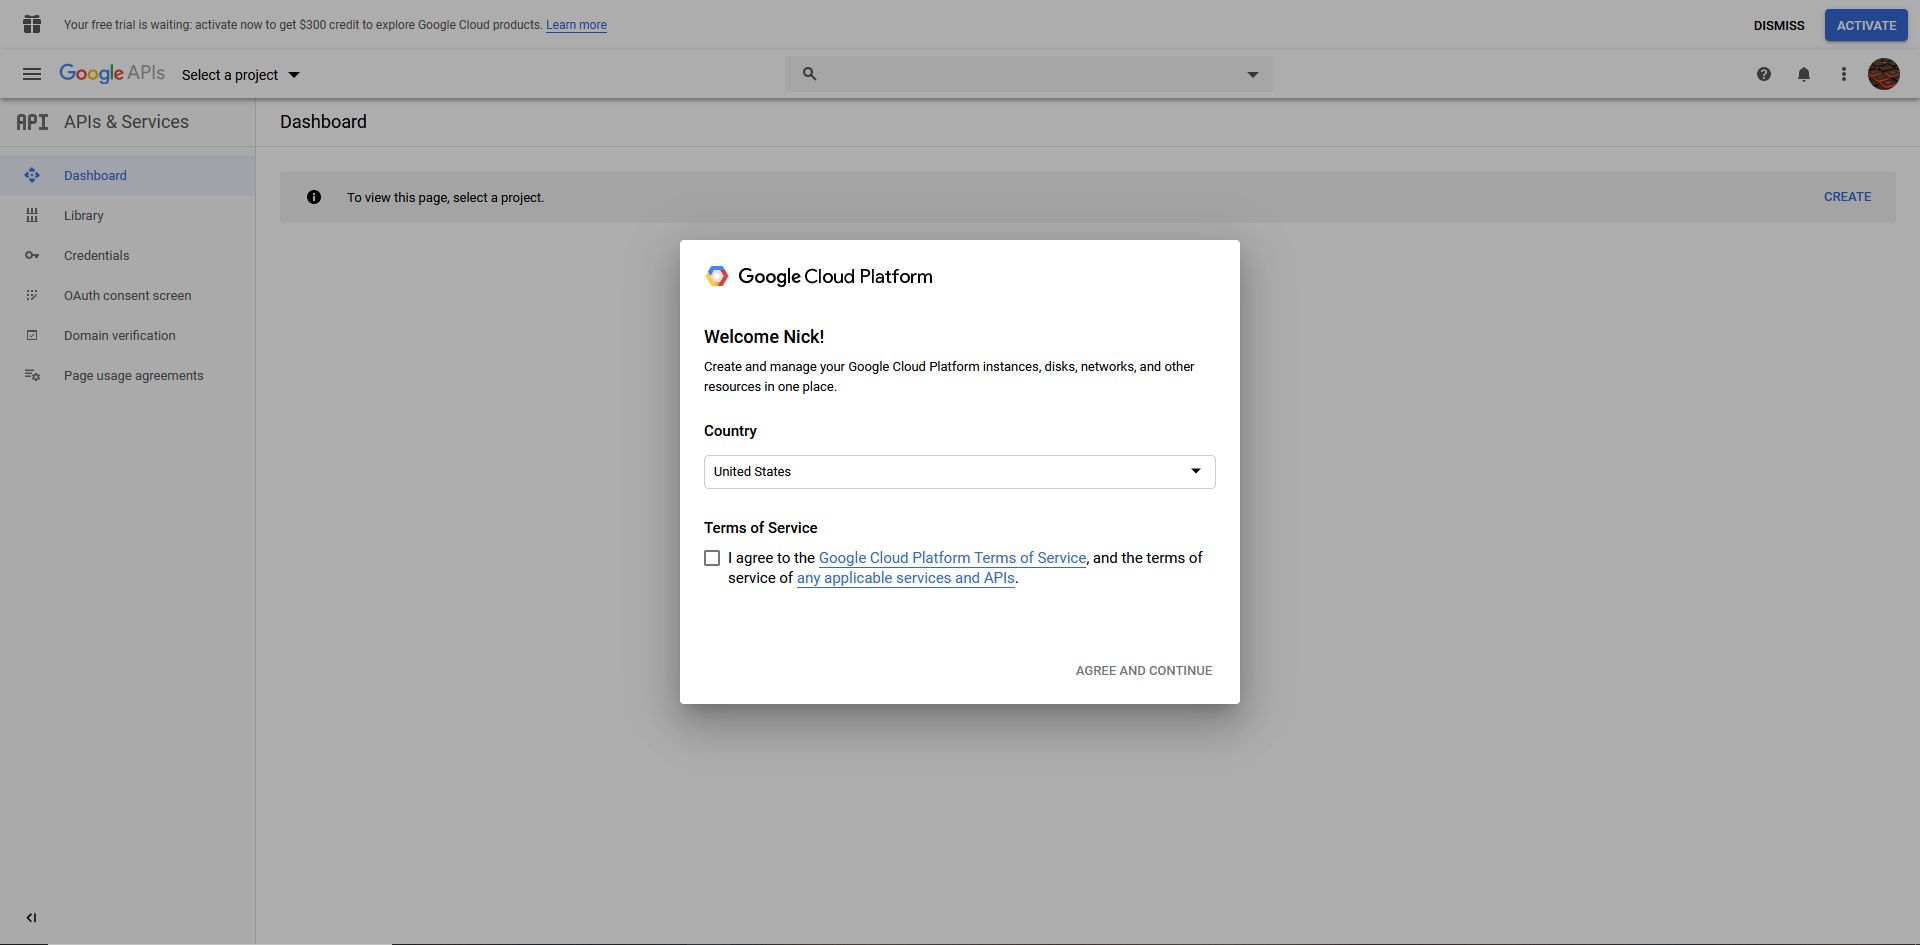 Your free trial is waiting: activate now to get $300 credit to explore Google Cloud products. Learn more
DISMISS
ACTIVATE
Google APIs
Select a project
API APIs & Services
Dashboard
Dashboard
Library
Credentials
OAuth consent screen
Domain verification
Page usage agreements
To view this page, select a project.
CREATE
Google Cloud Platform
Welcome Nick!
Create and manage your Google Cloud Platform instances, disks, networks, and other
resources in one place.
Country
United States
Terms of Service
I agree to the Google Cloud Platform Terms of Service, and the terms of
service of any applicable services and APIs.
AGREE AND CONTINUE